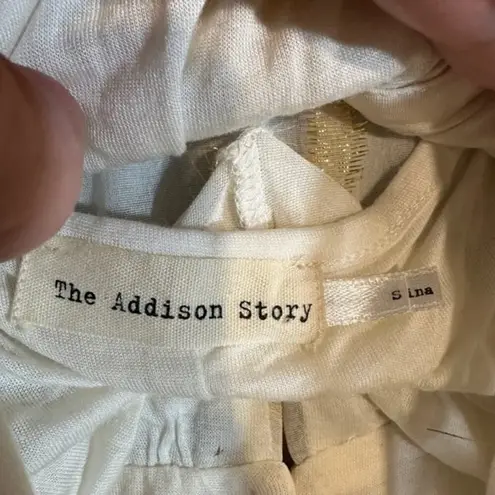 The Addison Story
S ina